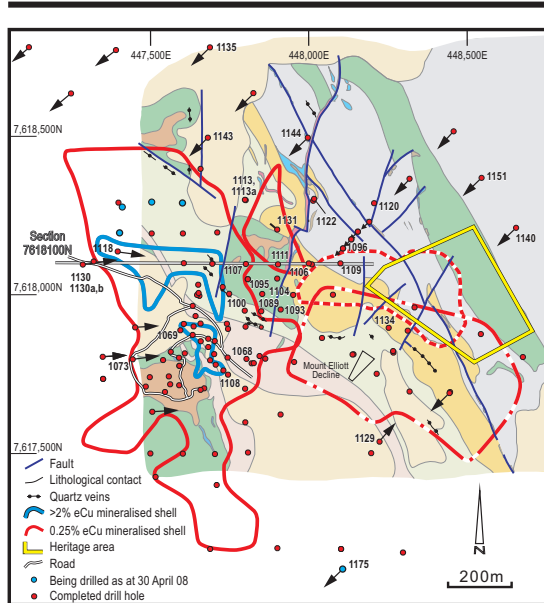 447,500E
448,000E
448,500E
1135
7,618,500N
1143
1144
1113,
1113a
1151
1120
1122
1131
1140
Section
7618100N
1118
1096
1107
1111
1106
1109
1130
1130a,b
1095
1104
7,618,000N
1100
1089
1093
1069
1134
1068
1073
Mount Elliott
Decline
1108
1129
7,617,500N
Fault
Lithological contact
Quartz veins
>2% eCu mineralised shell
0.25% eCu mineralised shell
Heritage area
Road
Being drilled as at 30 April 08
Completed drill hole
1175
N
200m